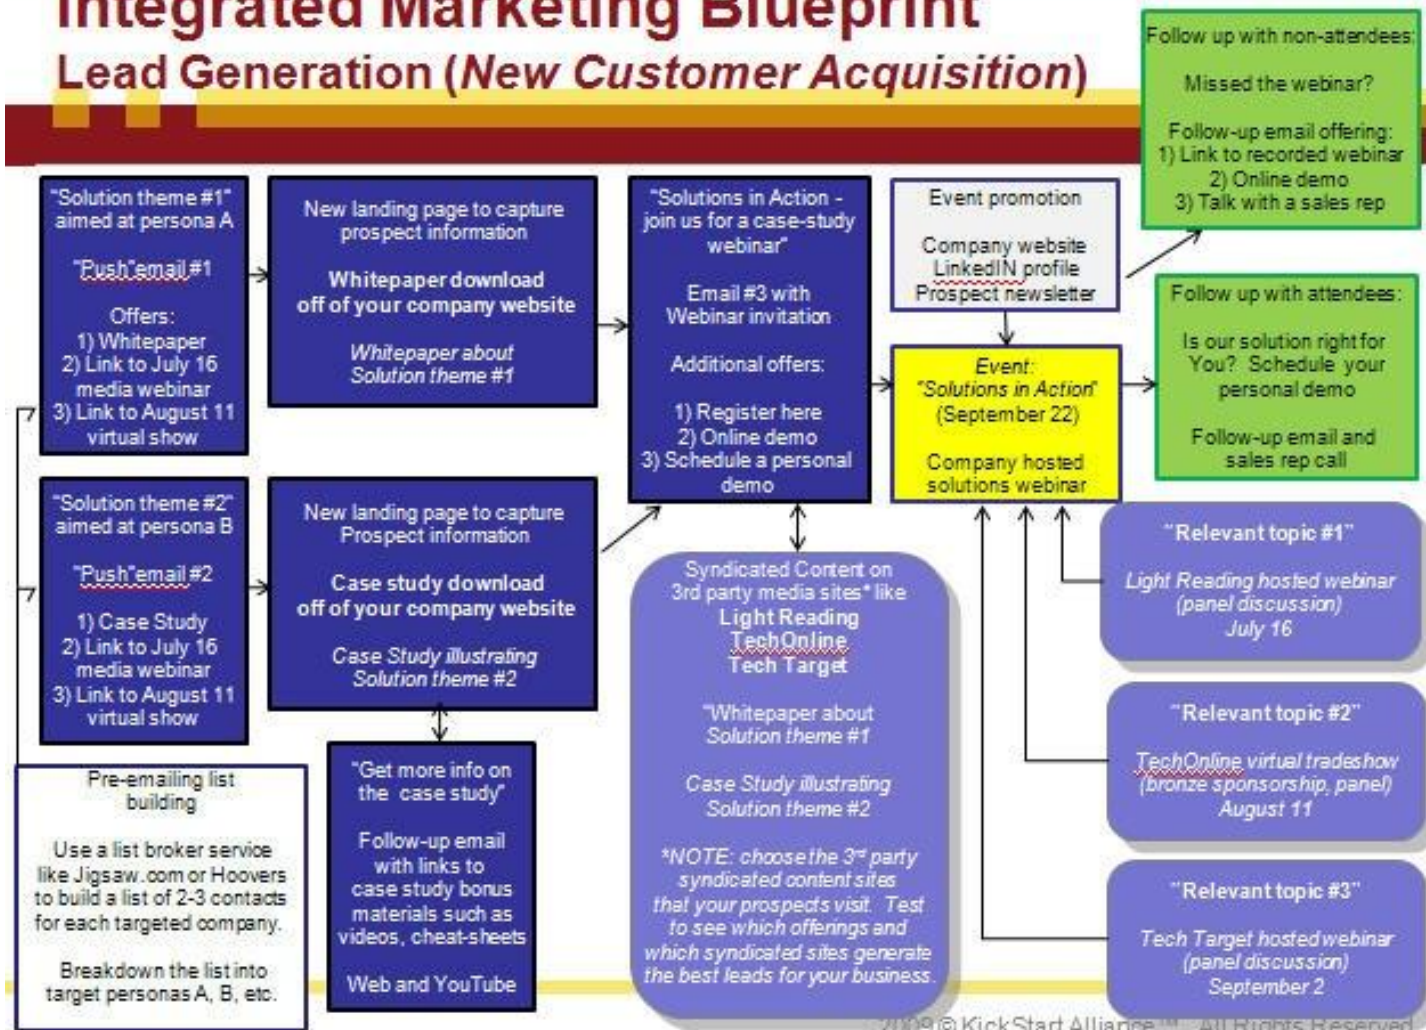 Integrated Marketing Blueprint
Lead Generation (New Customer Acquisition)
"Solution theme #1"
aimed at persona A
"Push"email #1
Offers:
1) Whitepaper
2) Link to July 16
media webinar
3) Link to August 11
virtual show
New landing page to capture
prospect information
Whitepaper download
off of your company website
Whitepaper about
Solution theme #1
"Solutions in Action -
join us for a case-study
webinar"
Email #3 with
Webinar invitation
Additional offers:
1) Register here
2) Online demo
3) Schedule a personal
demo
Event promotion
Company website
LinkedIN profile
Prospect newsletter
Follow up with non-attendees:
Missed the webinar?
Follow-up email offering:
1) Link to recorded webinar
2) Online demo
3) Talk with a sales rep
Event:
"Solutions in Action"
(September 22)
Company hosted
solutions webinar
Follow up with attendees:
Is our solution right for
You? Schedule your
personal demo
Follow-up email and
sales rep call
"Solution theme #2"
aimed at persona B
"Push"email #2
1) Case Study
2) Link to July 16
media webinar
3) Link to August 11
virtual show
New landing page to capture
Prospect information
Case study download
off of your company website
Case Study illustrating
Solution theme #2
Syndicated Content on
3rd party media sites* like
Light Reading
TechOnline
Tech Target
"Whitepaper about
Solution theme #1
Case Study illustrating
Solution theme #2
*NOTE: choose the 3rd party
syndicated content sites
that your prospects visit. Test
to see which offerings and
which syndicated sites generate
the best leads for your business.
"Relevant topic #1"
Light Reading hosted webinar
(panel discussion)
July 16
"Relevant topic #2"
TechOnline virtual tradeshow
(bronze sponsorship, panel)
August 11
"Relevant topic #3"
Tech Target hosted webinar
(panel discussion)
September 2
Pre-emailing list
building
Use a list broker service
like Jigsaw.com or Hoovers
to build a list of 2-3 contacts
for each targeted company.
Breakdown the list into
target personas A, B, etc.
"Get more info on
the case study"
Follow-up email
with links to
case study bonus
materials such as
videos, cheat-sheets
Web and YouTube
2009 © KickStart Alliance™. All Rights Reserved